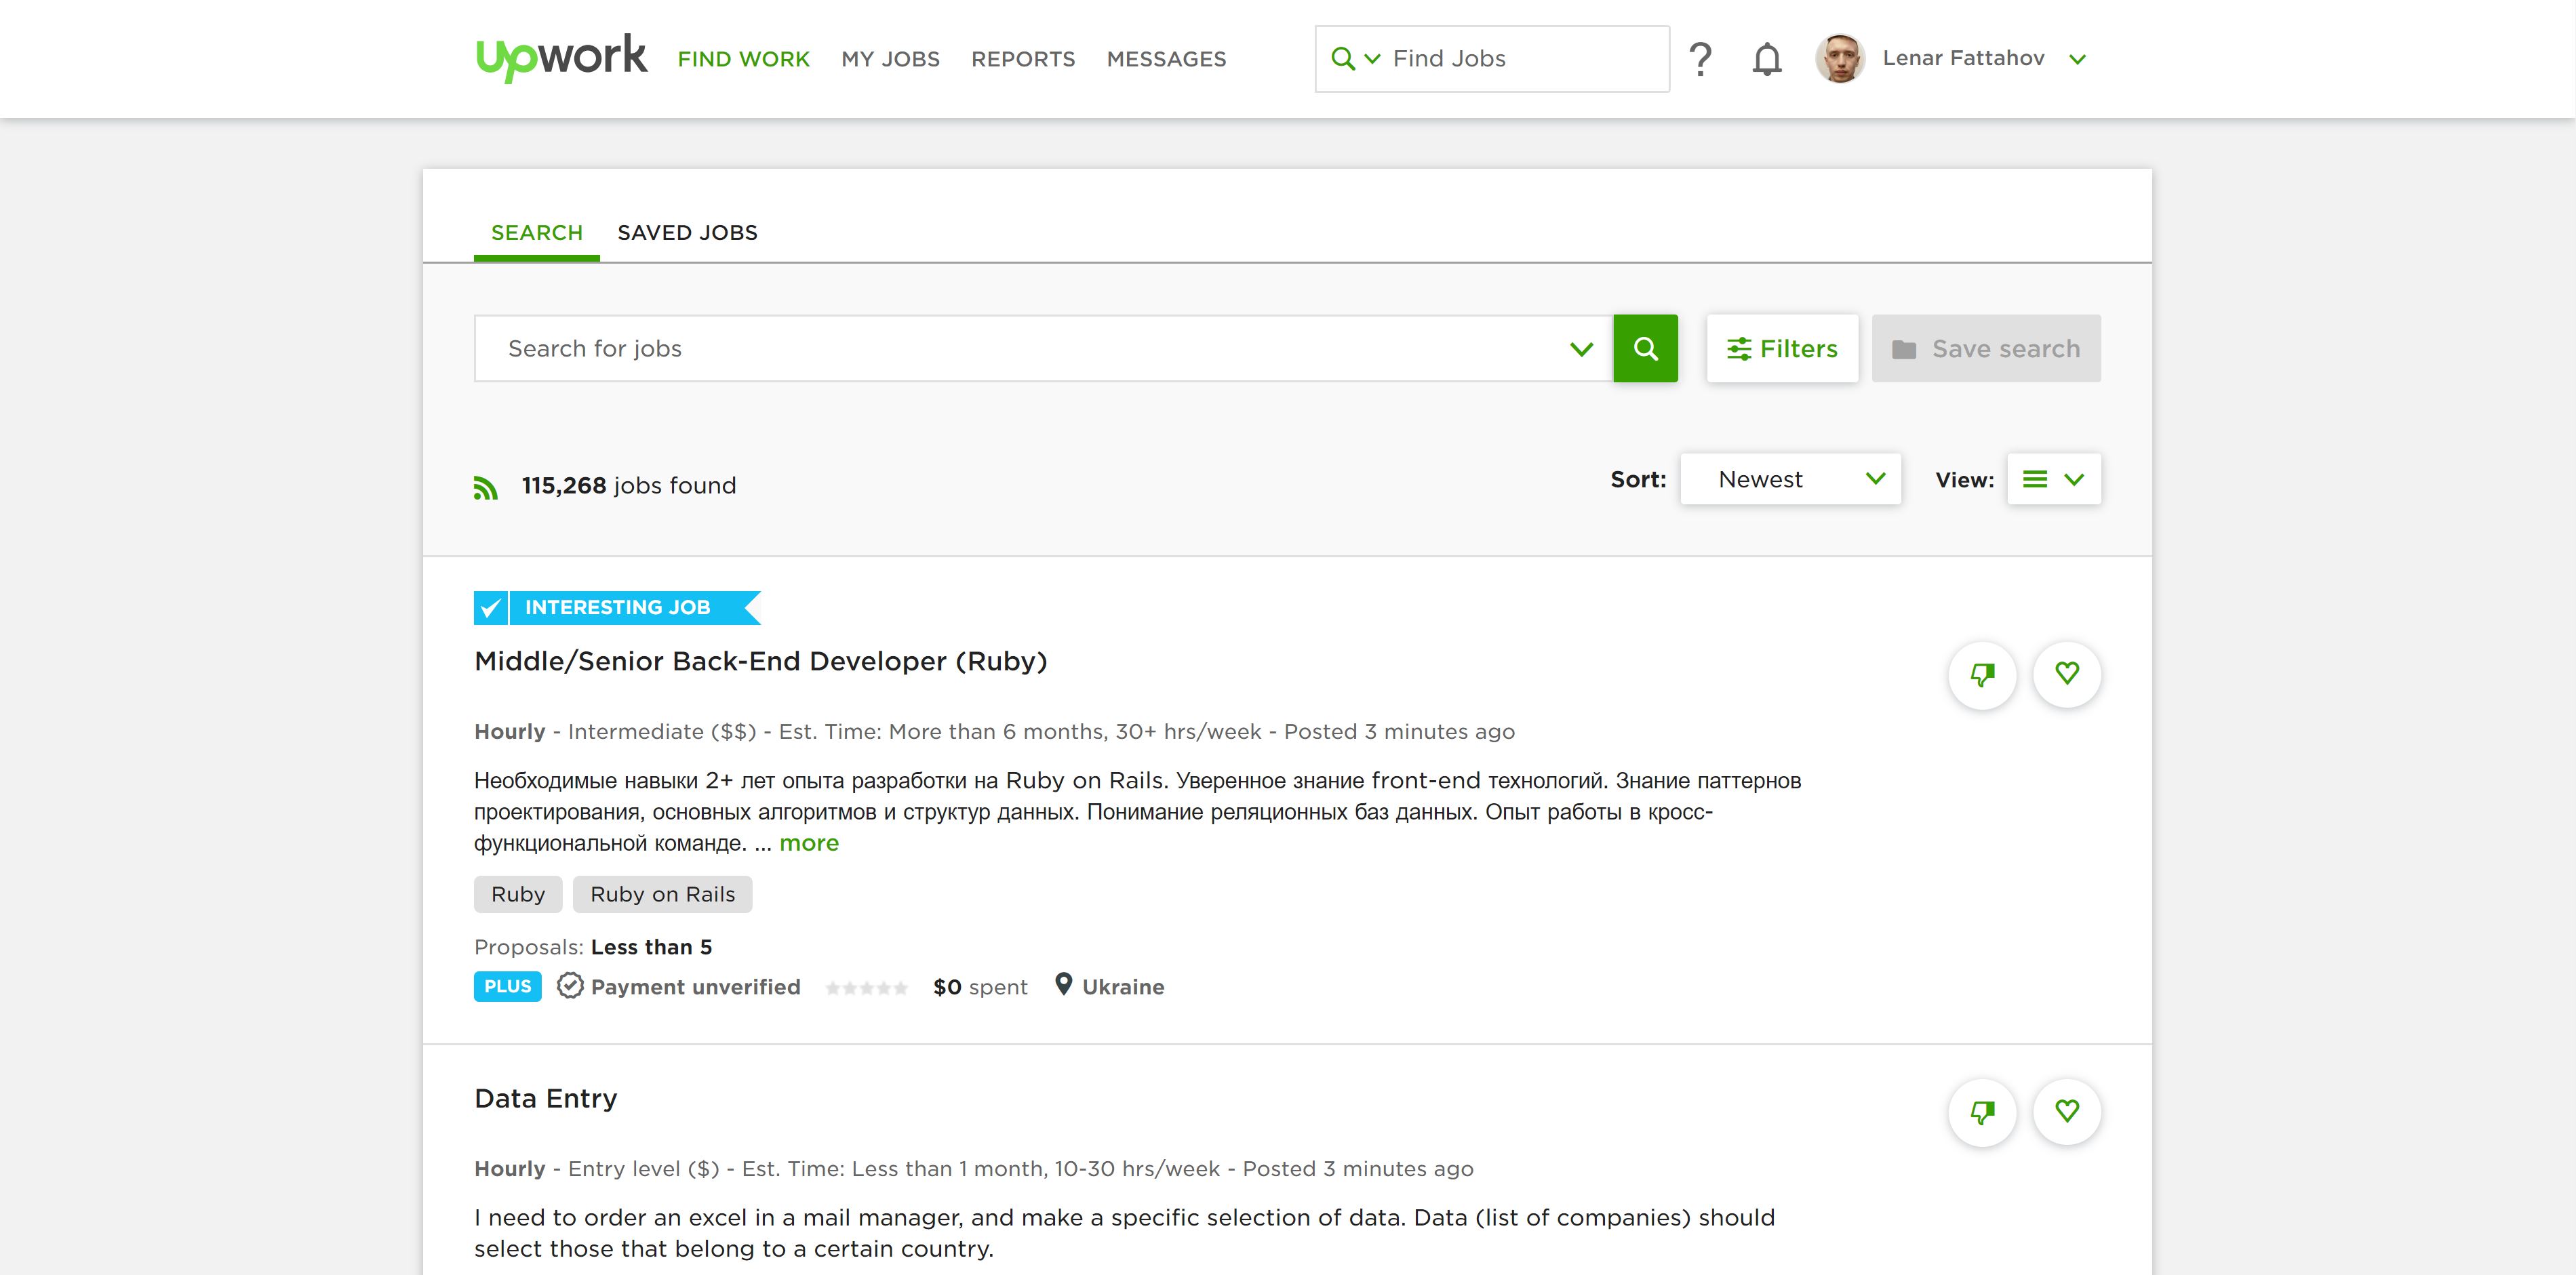 upwork FIND WORK MY JOBS REPORTS MESSAGES Find Jobs ? Lenar Fattahov
SEARCH SAVED JOBS
Search for jobs Filters Save search
115,268 jobs found Sort: Newest View:
INTERESTING JOB
Middle/Senior Back-End Developer (Ruby)
Hourly - Intermediate ($$) - Est. Time: More than 6 months, 30+ hrs/week - Posted 3 minutes ago
Необходимые навыки 2+ лет опыта разработки на Ruby on Rails. Уверенное знание front-end технологий. Знание паттернов
проектирования, основных алгоритмов и структур данных. Понимание реляционных баз данных. Опыт работы в кросс-
функциональной команде. ... more
Ruby Ruby on Rails
Proposals: Less than 5
PLUS Payment unverified $0 spent Ukraine
Data Entry
Hourly - Entry level ($) - Est. Time: Less than 1 month, 10-30 hrs/week - Posted 3 minutes ago
I need to order an excel in a mail manager, and make a specific selection of data. Data (list of companies) should
select those that belong to a certain country.